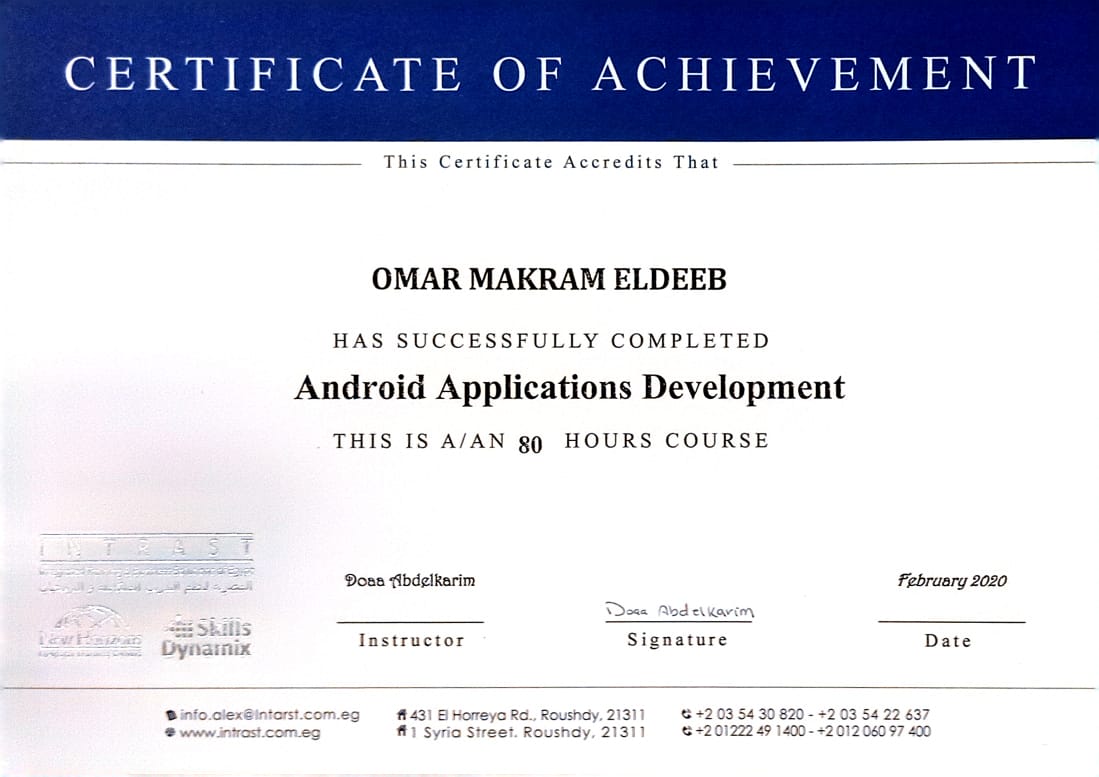 CERTIFICATE OF ACHIEVEMENT
This Certificate Accredits That
OMAR MAKRAM ELDEEB
HAS SUCCESSFULLY COMPLETED
Android Applications Development
THIS IS A/AN 80 HOURS COURSE
INTRAST
New Horizons
Skills
Dynamix
Doaa Abdelkarim
Instructor
Doaa Abdelkarim
Signature
February 2020
Date
info.alex@Intarst.com.eg
www.intrast.com.eg
431 El Horreya Rd., Roushdy, 21311
1 Syria Street. Roushdy, 21311
+2 03 54 30 820 - +2 03 54 22 637
+2 01222 49 1400 - +2 012 060 97 400